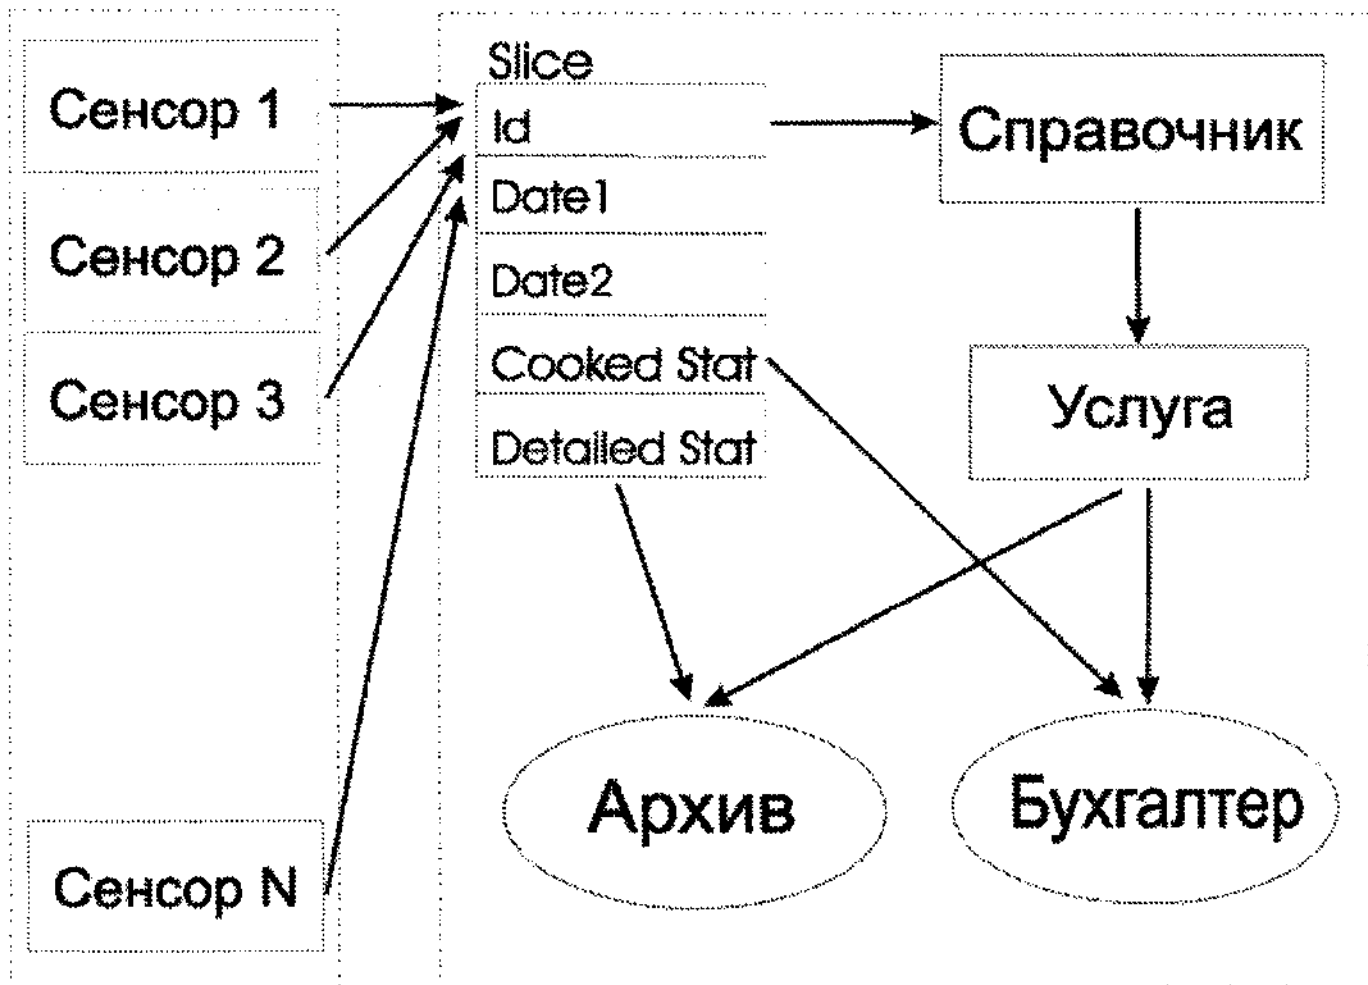 Сенсор 1
Сенсор 2
Сенсор 3
Сенсор N
Slice
Id
Date1
Date2
Cooked Stat
Detailed Stat
Справочник
Услуга
Архив
Бухгалтер